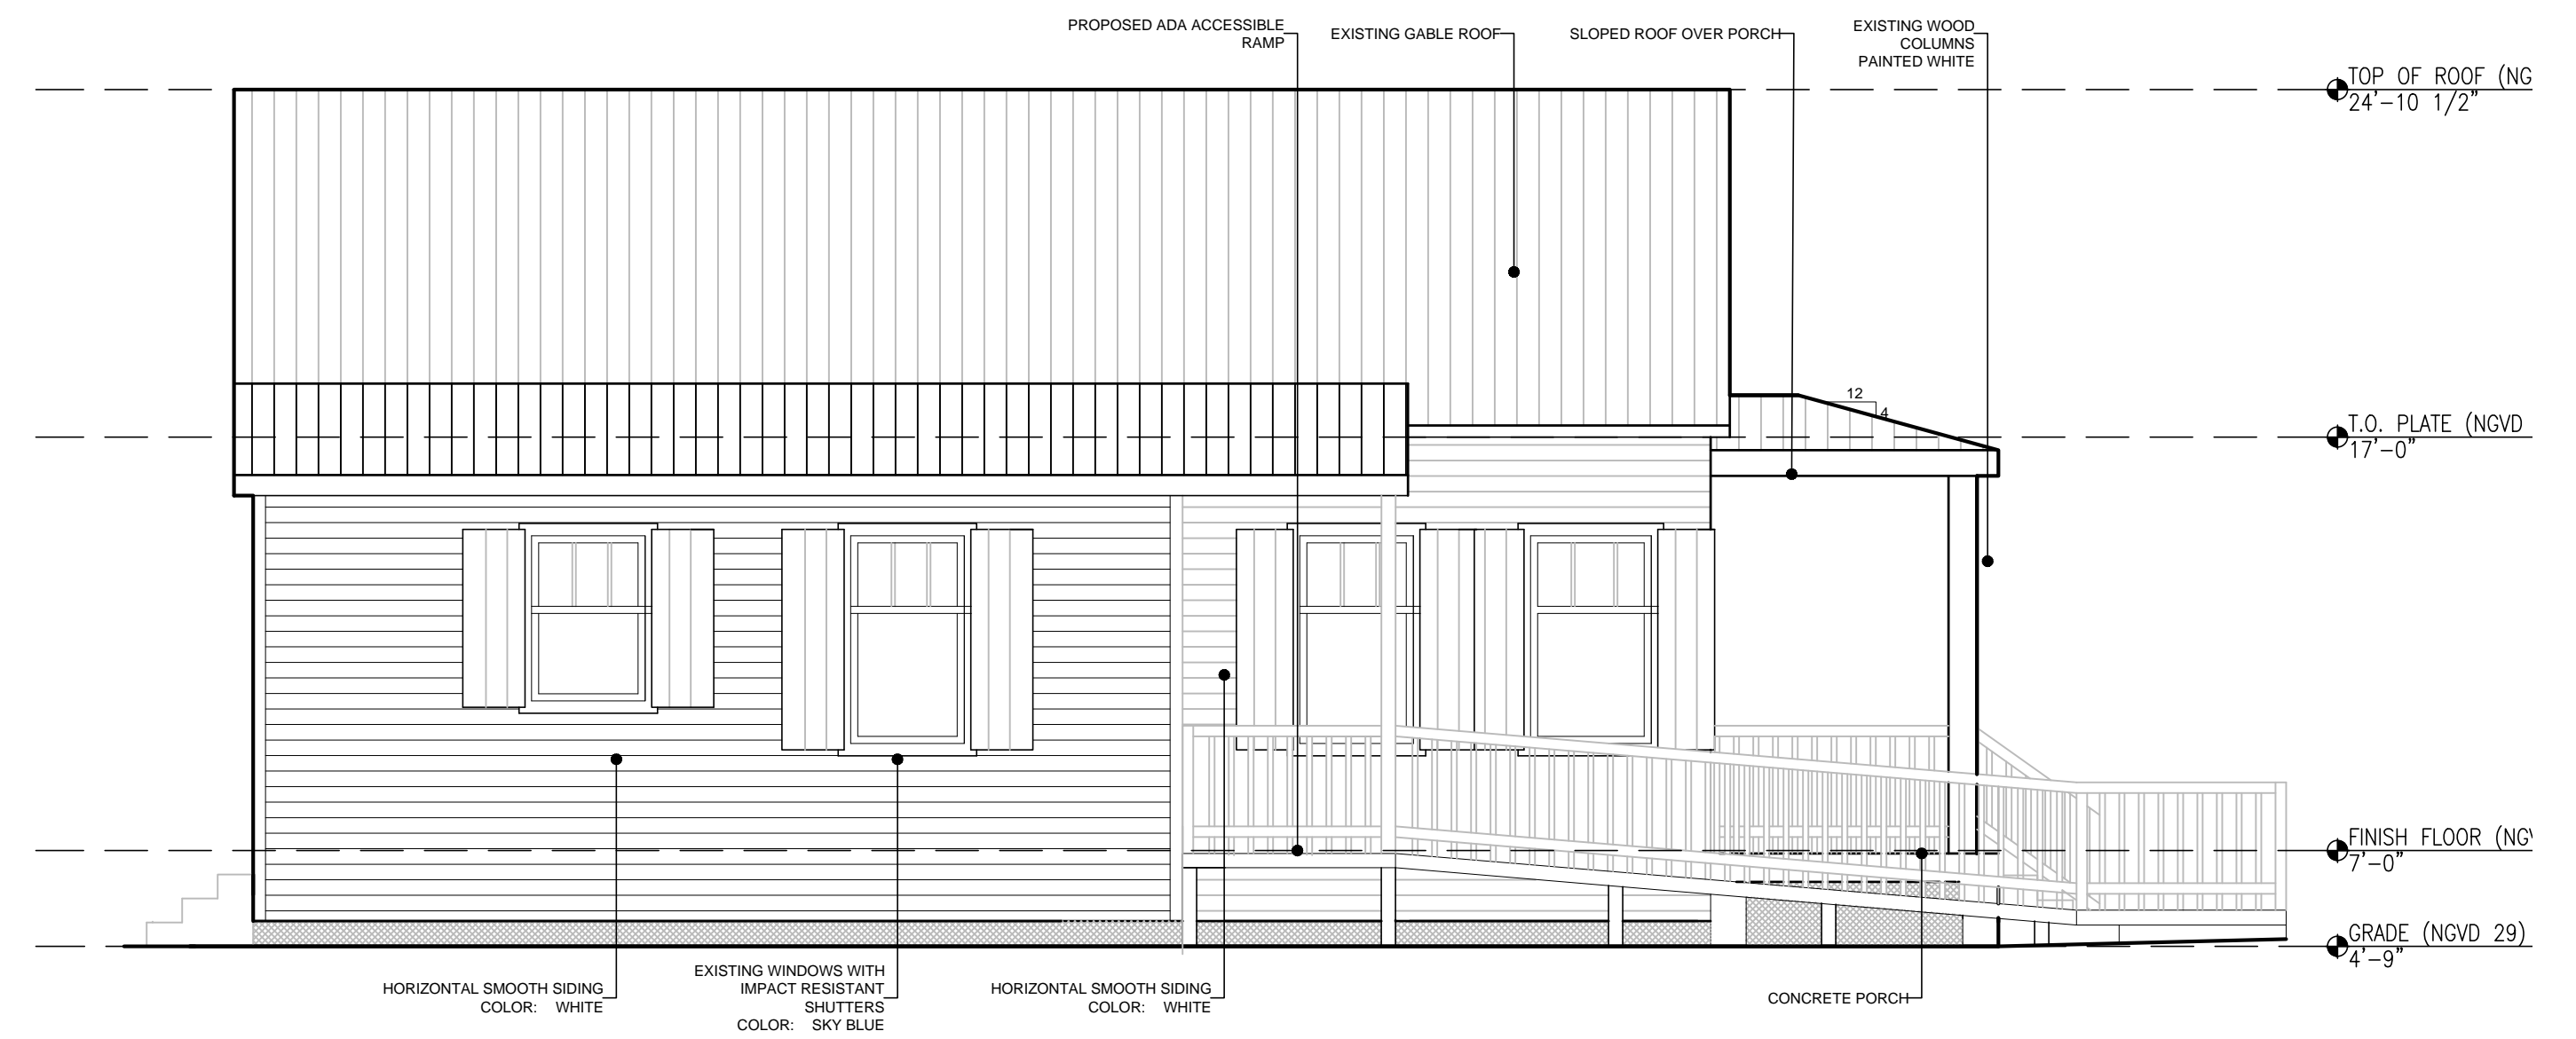 PROPOSED ADA ACCESSIBLE
RAMP
EXISTING GABLE ROOF
SLOPED ROOF OVER PORCH
EXISTING WOOD
COLUMNS
PAINTED WHITE
TOP OF ROOF (NG
24'-10 1/2"
12
4
T.O. PLATE (NGVD
17'-0"
FINISH FLOOR (NGV
7'-0"
GRADE (NGVD 29)
4'-9"
HORIZONTAL SMOOTH SIDING
COLOR: WHITE
EXISTING WINDOWS WITH
IMPACT RESISTANT
SHUTTERS
COLOR: SKY BLUE
HORIZONTAL SMOOTH SIDING
COLOR: WHITE
CONCRETE PORCH